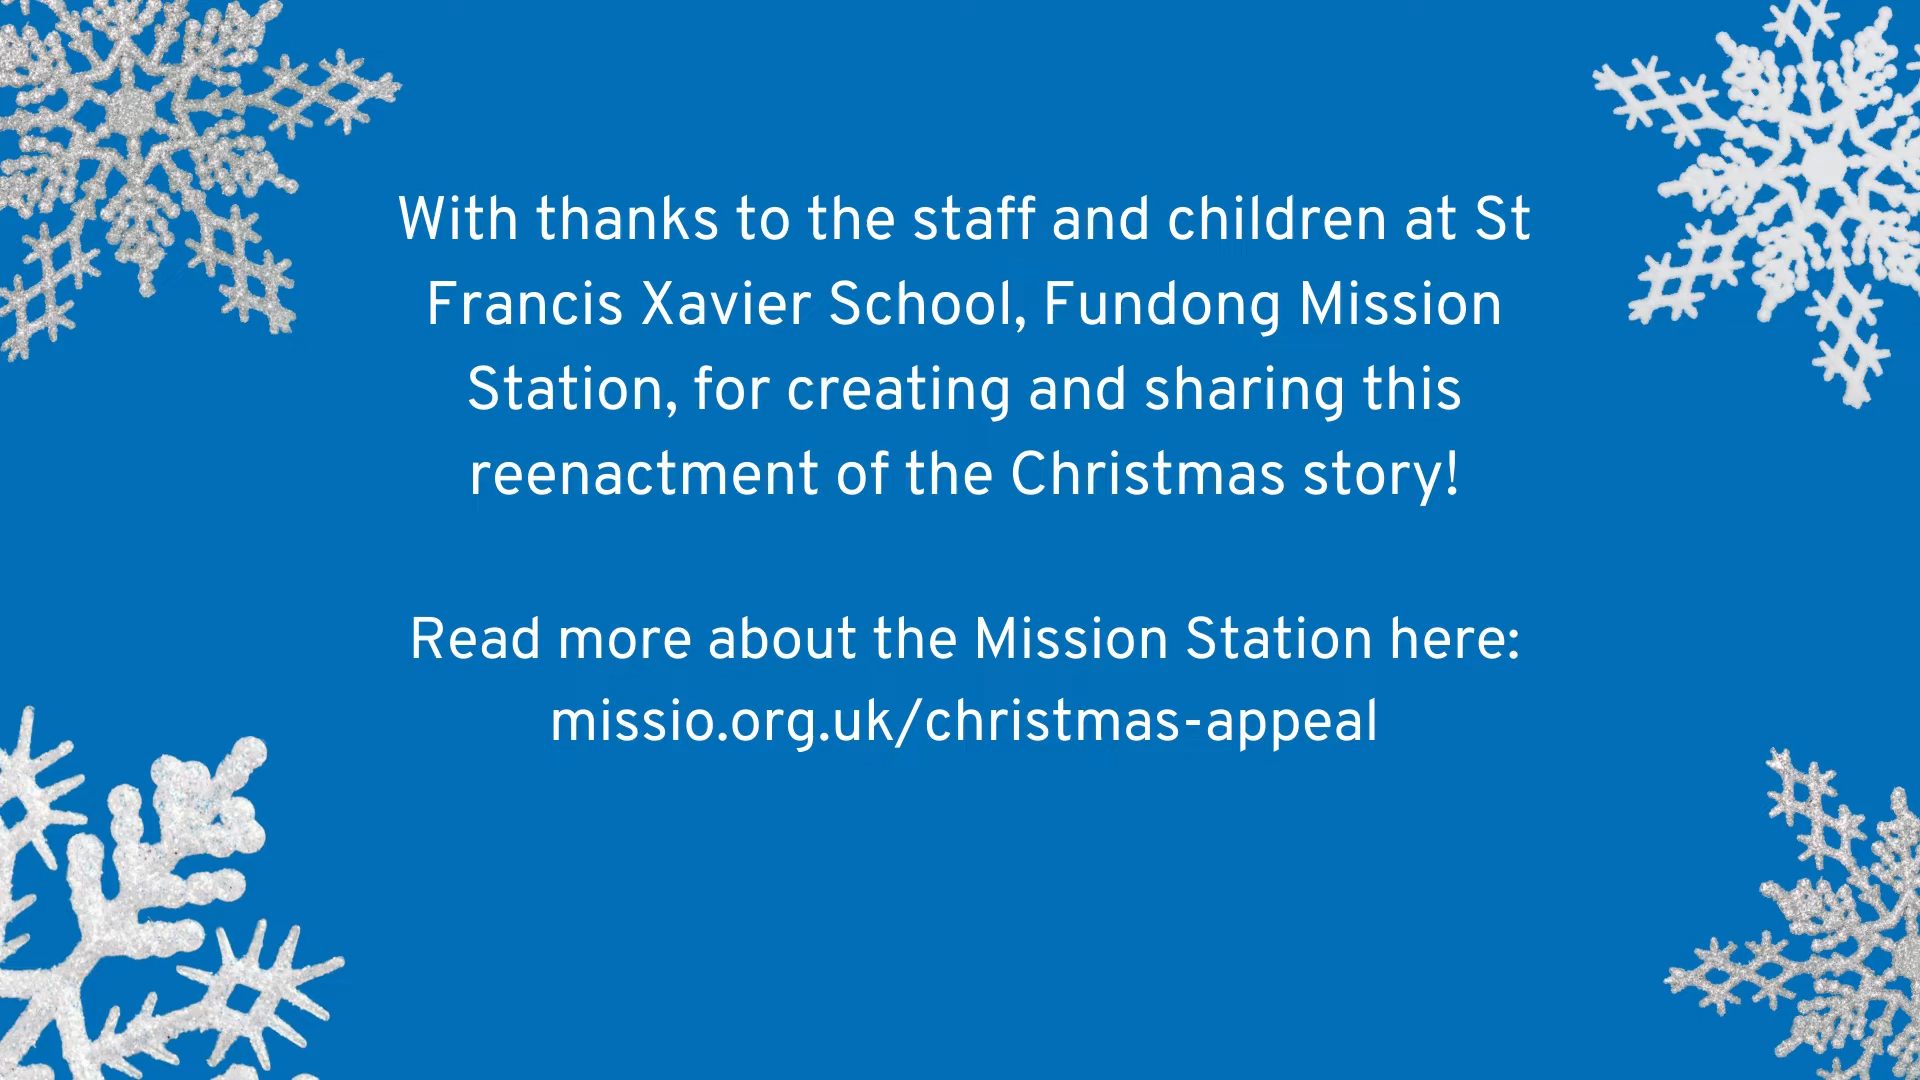 With thanks to the staff and children at St
Francis Xavier School, Fundong Mission
Station, for creating and sharing this
reenactment of the Christmas story!
Read more about the Mission Station here:
missio.org.uk/christmas-appeal